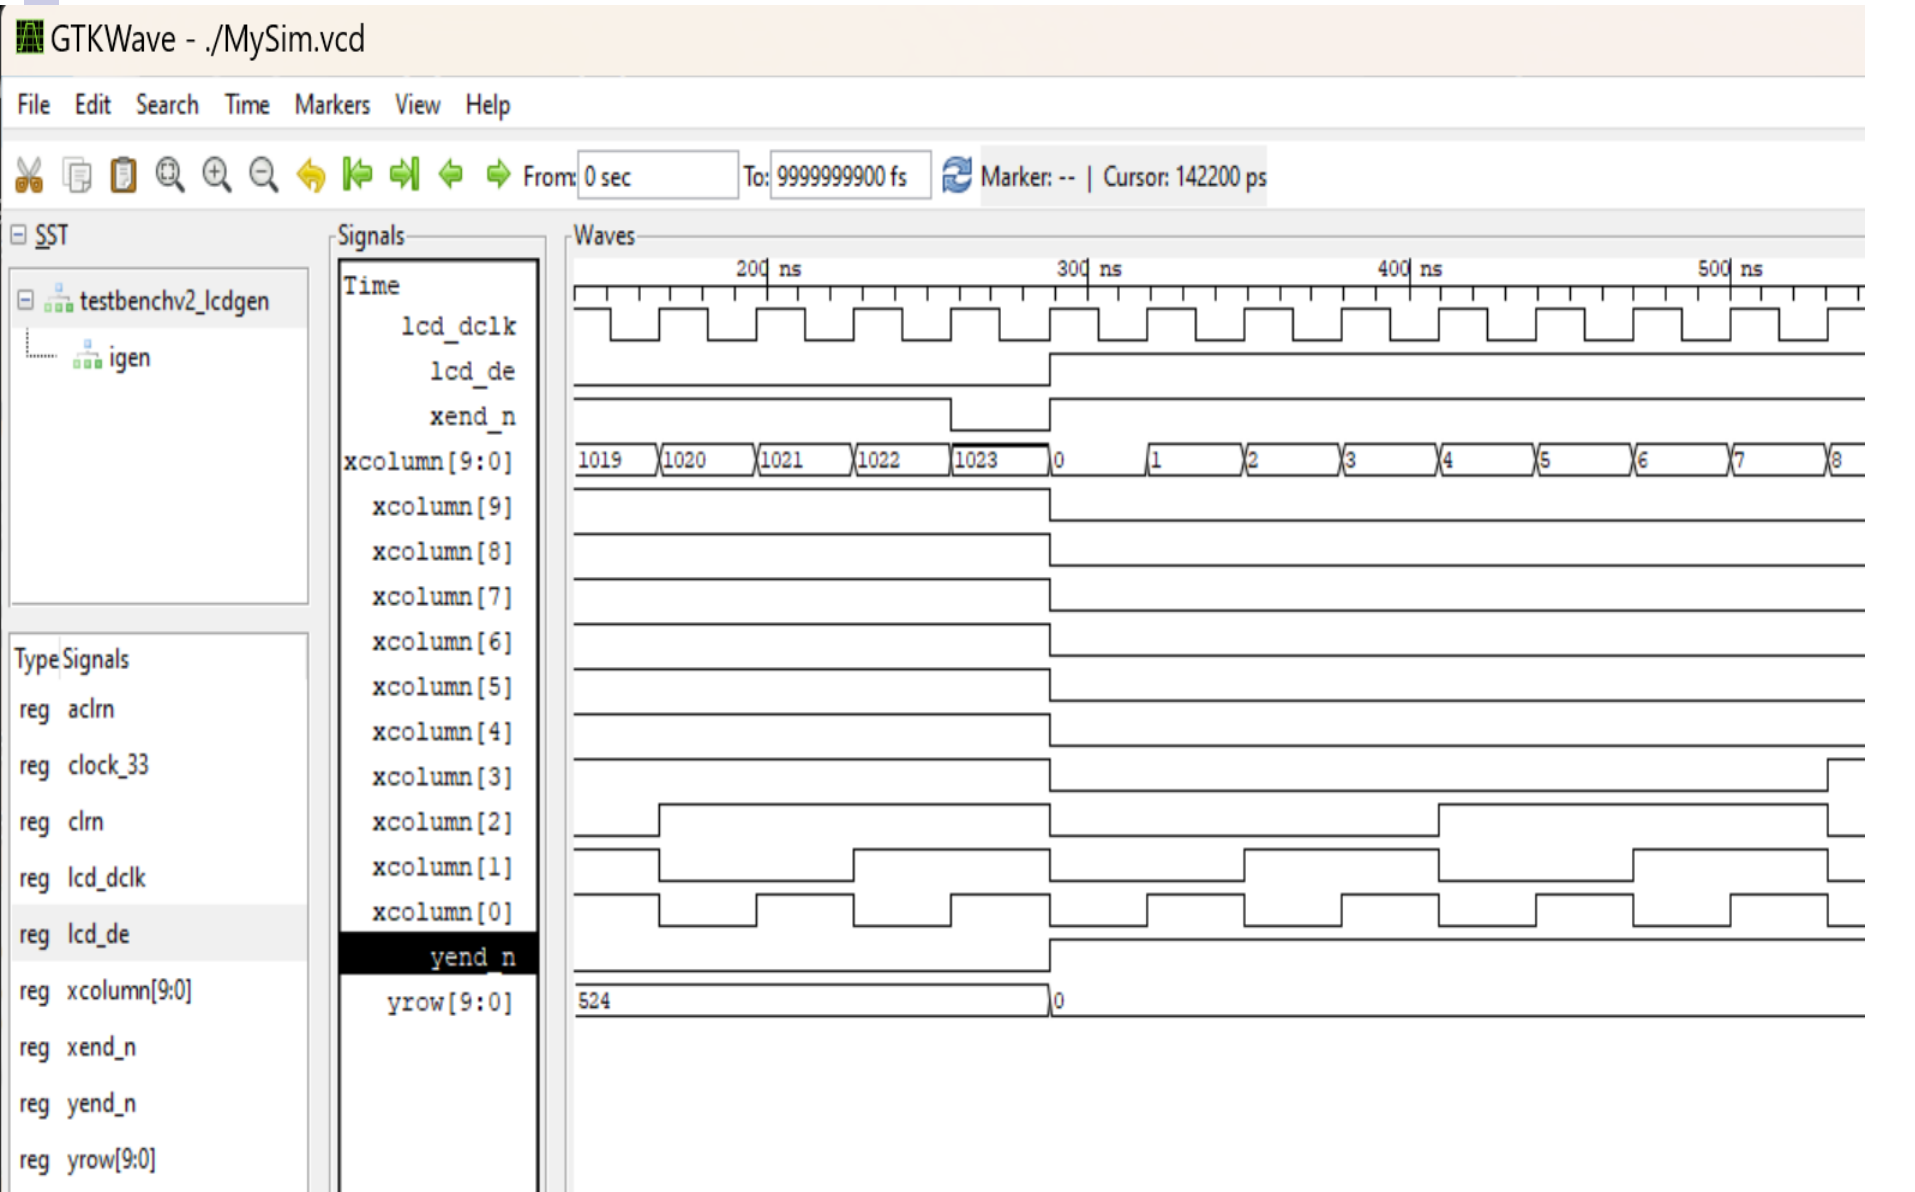 GTKWave - ./MySim.vcd
File Edit Search Time Markers View Help
From: 0 sec To: 9999999900 fs Marker: -- | Cursor: 142200 ps
SST
testbenchv2_lcdgen
igen
Type Signals
reg aclrn
reg clock_33
reg clrn
reg lcd_dclk
reg lcd_de
reg xcolumn[9:0]
reg xend_n
reg yend_n
reg yrow[9:0]
Signals
Time
lcd_dclk
lcd_de
xend_n
xcolumn[9:0]
xcolumn[9]
xcolumn[8]
xcolumn[7]
xcolumn[6]
xcolumn[5]
xcolumn[4]
xcolumn[3]
xcolumn[2]
xcolumn[1]
xcolumn[0]
yend_n
yrow[9:0]
Waves
200 ns 300 ns 400 ns 500 ns
1019 1020 1021 1022 1023 0 1 2 3 4 5 6 7 8
524 0